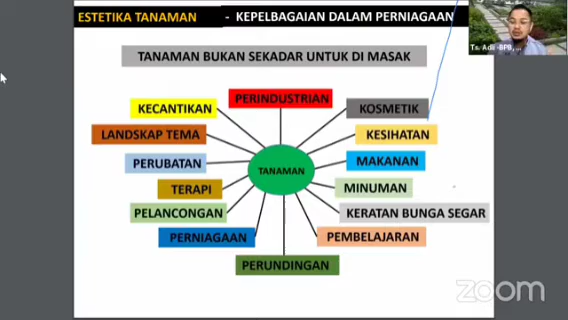 ESTETIKA TANAMAN - KEPELBAGAIAN DALAM PERNIAGAAN
TANAMAN BUKAN SEKADAR UNTUK DI MASAK
PERINDUSTRIAN
KECANTIKAN
KOSMETIK
LANDSKAP TEMA
KESIHATAN
PERUBATAN
MAKANAN
TANAMAN
TERAPI
MINUMAN
PELANCONGAN
KERATAN BUNGA SEGAR
PERNIAGAAN
PEMBELAJARAN
PERUNDINGAN
zoom